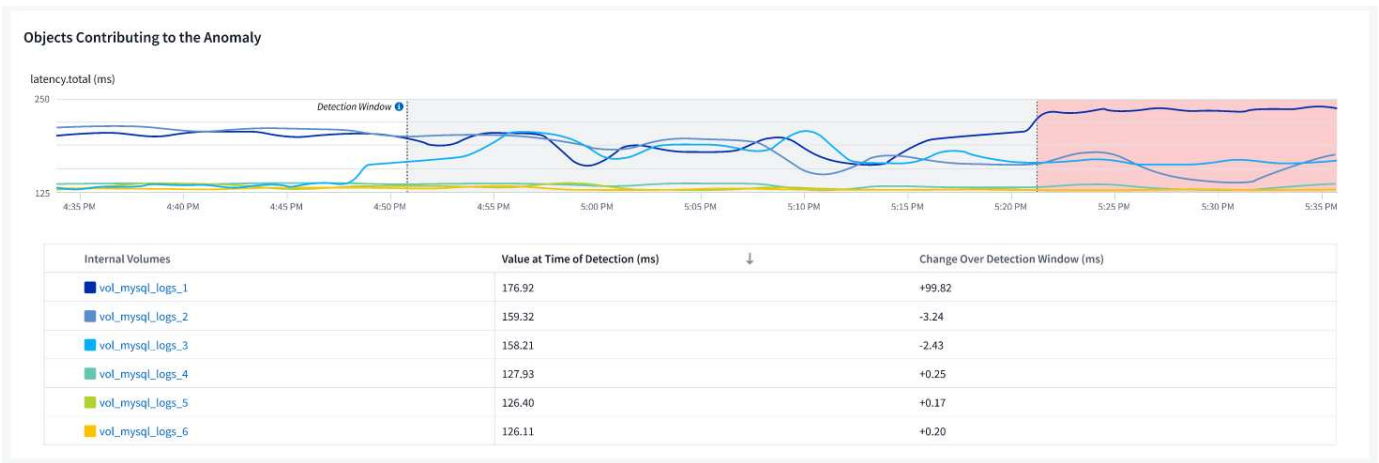 Objects Contributing to the Anomaly
latency.total (ms)
250
Detection Window
125
4:35 PM 4:40 PM 4:45 PM 4:50 PM 4:55 PM 5:00 PM 5:05 PM 5:10 PM 5:15 PM 5:20 PM 5:25 PM 5:30 PM 5:35 PM
Internal Volumes Value at Time of Detection (ms) ↓ Change Over Detection Window (ms)
vol_mysql_logs_1 176.92 +99.82
vol_mysql_logs_2 159.32 -3.24
vol_mysql_logs_3 158.21 -2.43
vol_mysql_logs_4 127.93 +0.25
vol_mysql_logs_5 126.40 +0.17
vol_mysql_logs_6 126.11 +0.20